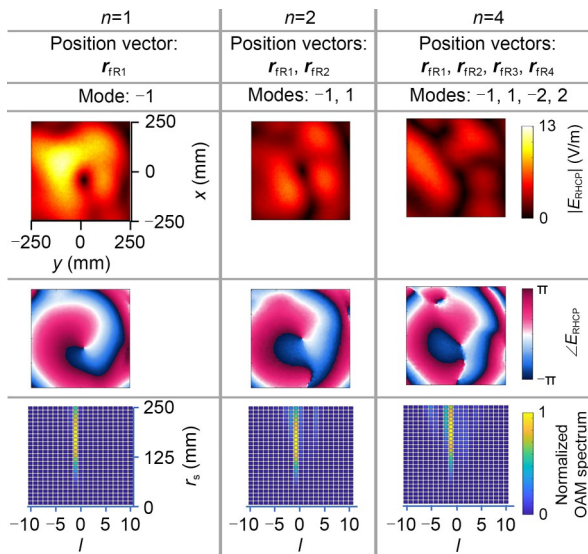 n=1 n=2 n=4
Position vector: Position vectors: Position vectors:
r_fR1 r_fR1, r_fR2 r_fR1, r_fR2, r_fR3, r_fR4
Mode: −1 Modes: −1, 1 Modes: −1, 1, −2, 2
250
0
−250
x (mm)
−250 0 250
y (mm)
13
0
|E_RHCP| (V/m)
π
−π
∠E_RHCP
250
125
0
r_s (mm)
−10 −5 0 5 10
l
−10 −5 0 5 10
l
−10 −5 0 5 10
l
1
0
Normalized
OAM spectrum